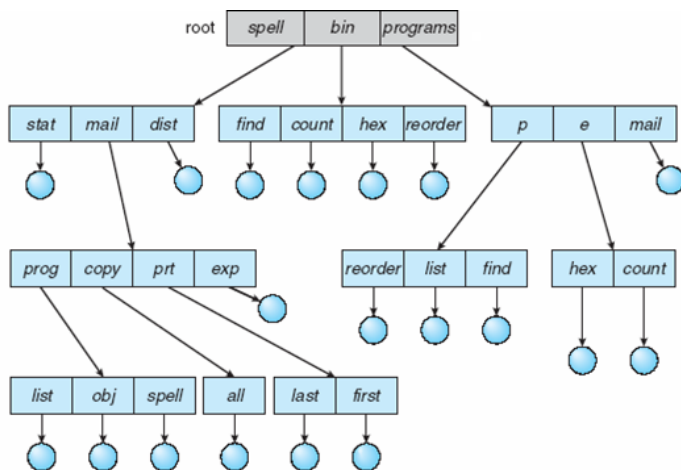 root spell bin programs
stat mail dist find count hex reorder p e mail
prog copy prt exp reorder list find hex count
list obj spell all last first